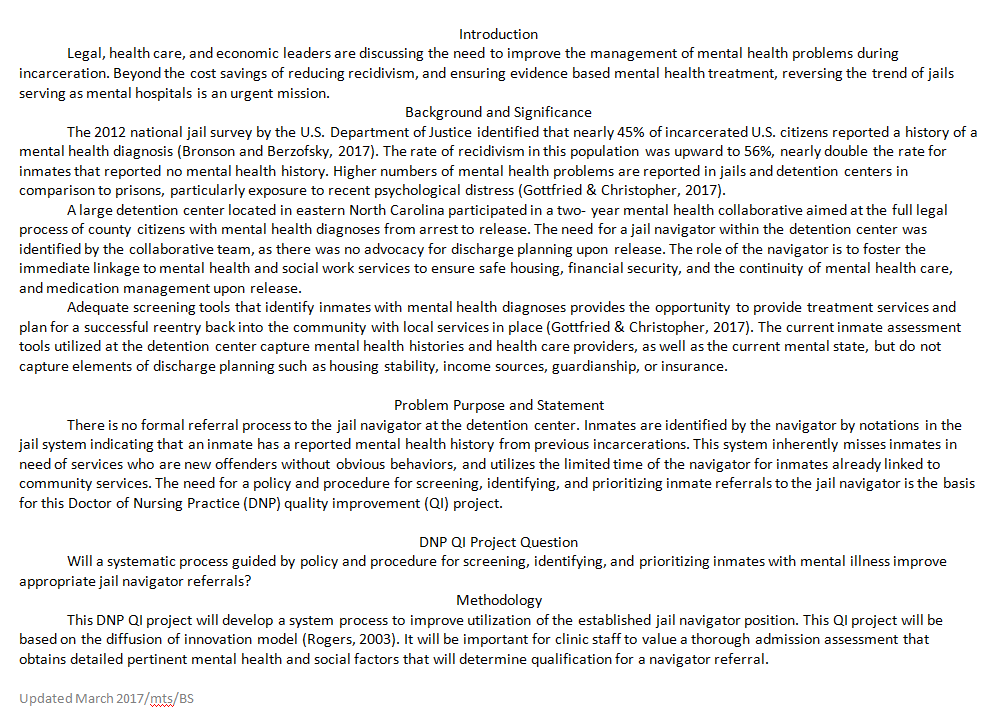 Introduction
Legal, health care, and economic leaders are discussing the need to improve the management of mental health problems during
incarceration. Beyond the cost savings of reducing recidivism, and ensuring evidence based mental health treatment, reversing the trend of jails
serving as mental hospitals is an urgent mission.
Background and Significance
The 2012 national jail survey by the U.S. Department of Justice identified that nearly 45% of incarcerated U.S. citizens reported a history of a
mental health diagnosis (Bronson and Berzofsky, 2017). The rate of recidivism in this population was upward to 56%, nearly double the rate for
inmates that reported no mental health history. Higher numbers of mental health problems are reported in jails and detention centers in
comparison to prisons, particularly exposure to recent psychological distress (Gottfried & Christopher, 2017).
A large detention center located in eastern North Carolina participated in a two- year mental health collaborative aimed at the full legal
process of county citizens with mental health diagnoses from arrest to release. The need for a jail navigator within the detention center was
identified by the collaborative team, as there was no advocacy for discharge planning upon release. The role of the navigator is to foster the
immediate linkage to mental health and social work services to ensure safe housing, financial security, and the continuity of mental health care,
and medication management upon release.
Adequate screening tools that identify inmates with mental health diagnoses provides the opportunity to provide treatment services and
plan for a successful reentry back into the community with local services in place (Gottfried & Christopher, 2017). The current inmate assessment
tools utilized at the detention center capture mental health histories and health care providers, as well as the current mental state, but do not
capture elements of discharge planning such as housing stability, income sources, guardianship, or insurance.
Problem Purpose and Statement
There is no formal referral process to the jail navigator at the detention center. Inmates are identified by the navigator by notations in the
jail system indicating that an inmate has a reported mental health history from previous incarcerations. This system inherently misses inmates in
need of services who are new offenders without obvious behaviors, and utilizes the limited time of the navigator for inmates already linked to
community services. The need for a policy and procedure for screening, identifying, and prioritizing inmate referrals to the jail navigator is the basis
for this Doctor of Nursing Practice (DNP) quality improvement (QI) project.
DNP QI Project Question
Will a systematic process guided by policy and procedure for screening, identifying, and prioritizing inmates with mental illness improve
appropriate jail navigator referrals?
Methodology
This DNP QI project will develop a system process to improve utilization of the established jail navigator position. This QI project will be
based on the diffusion of innovation model (Rogers, 2003). It will be important for clinic staff to value a thorough admission assessment that
obtains detailed pertinent mental health and social factors that will determine qualification for a navigator referral.
Updated March 2017/mts/BS